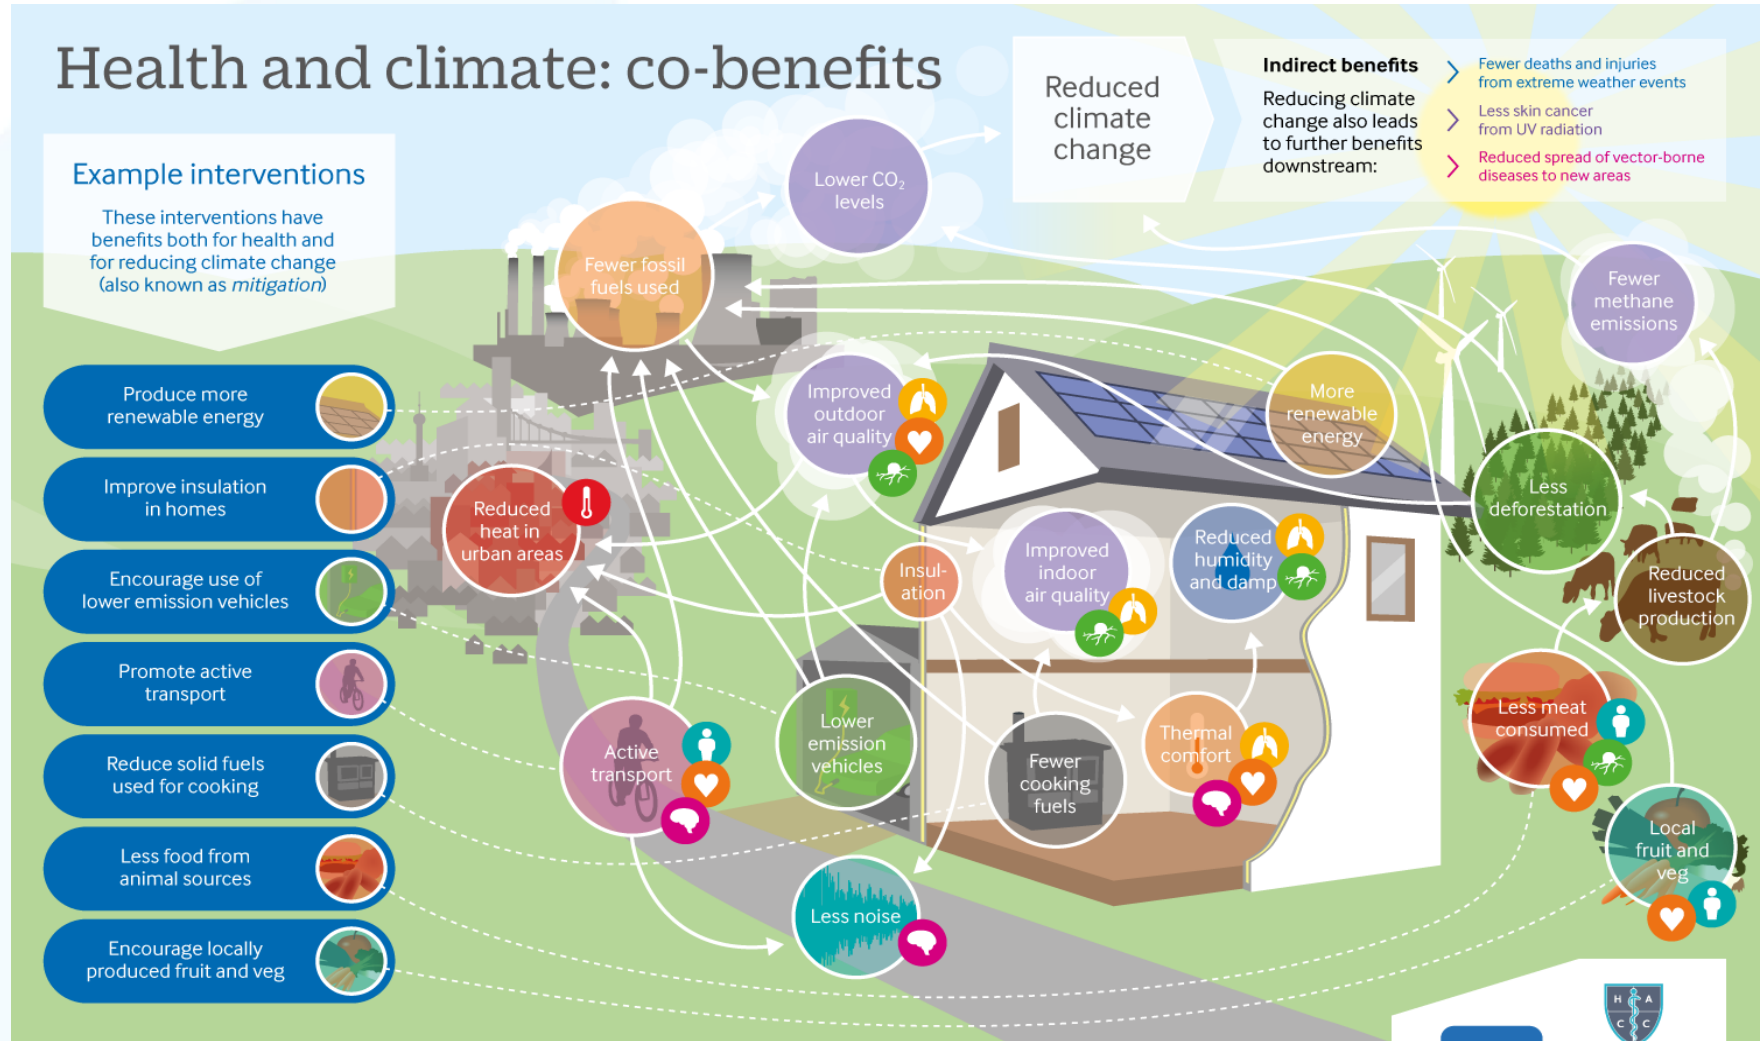 Health and climate: co-benefits
Reduced
climate
change
Indirect benefits
Reducing climate
change also leads
to further benefits
downstream:
Fewer deaths and injuries
from extreme weather events
Less skin cancer
from UV radiation
Reduced spread of vector-borne
diseases to new areas
Example interventions
These interventions have
benefits both for health and
for reducing climate change
(also known as mitigation)
Produce more
renewable energy
Improve insulation
in homes
Encourage use of
lower emission vehicles
Promote active
transport
Reduce solid fuels
used for cooking
Less food from
animal sources
Encourage locally
produced fruit and veg
Lower CO₂
levels
Fewer fossil
fuels used
Fewer
methane
emissions
Improved
outdoor
air quality
More
renewable
energy
Reduced
heat in
urban areas
Insul-
ation
Improved
indoor
air quality
Reduced
humidity
and damp
Less
deforestation
Reduced
livestock
production
Active
transport
Lower
emission
vehicles
Fewer
cooking
fuels
Thermal
comfort
Less meat
consumed
Local
fruit and
veg
Less noise
H A
C C